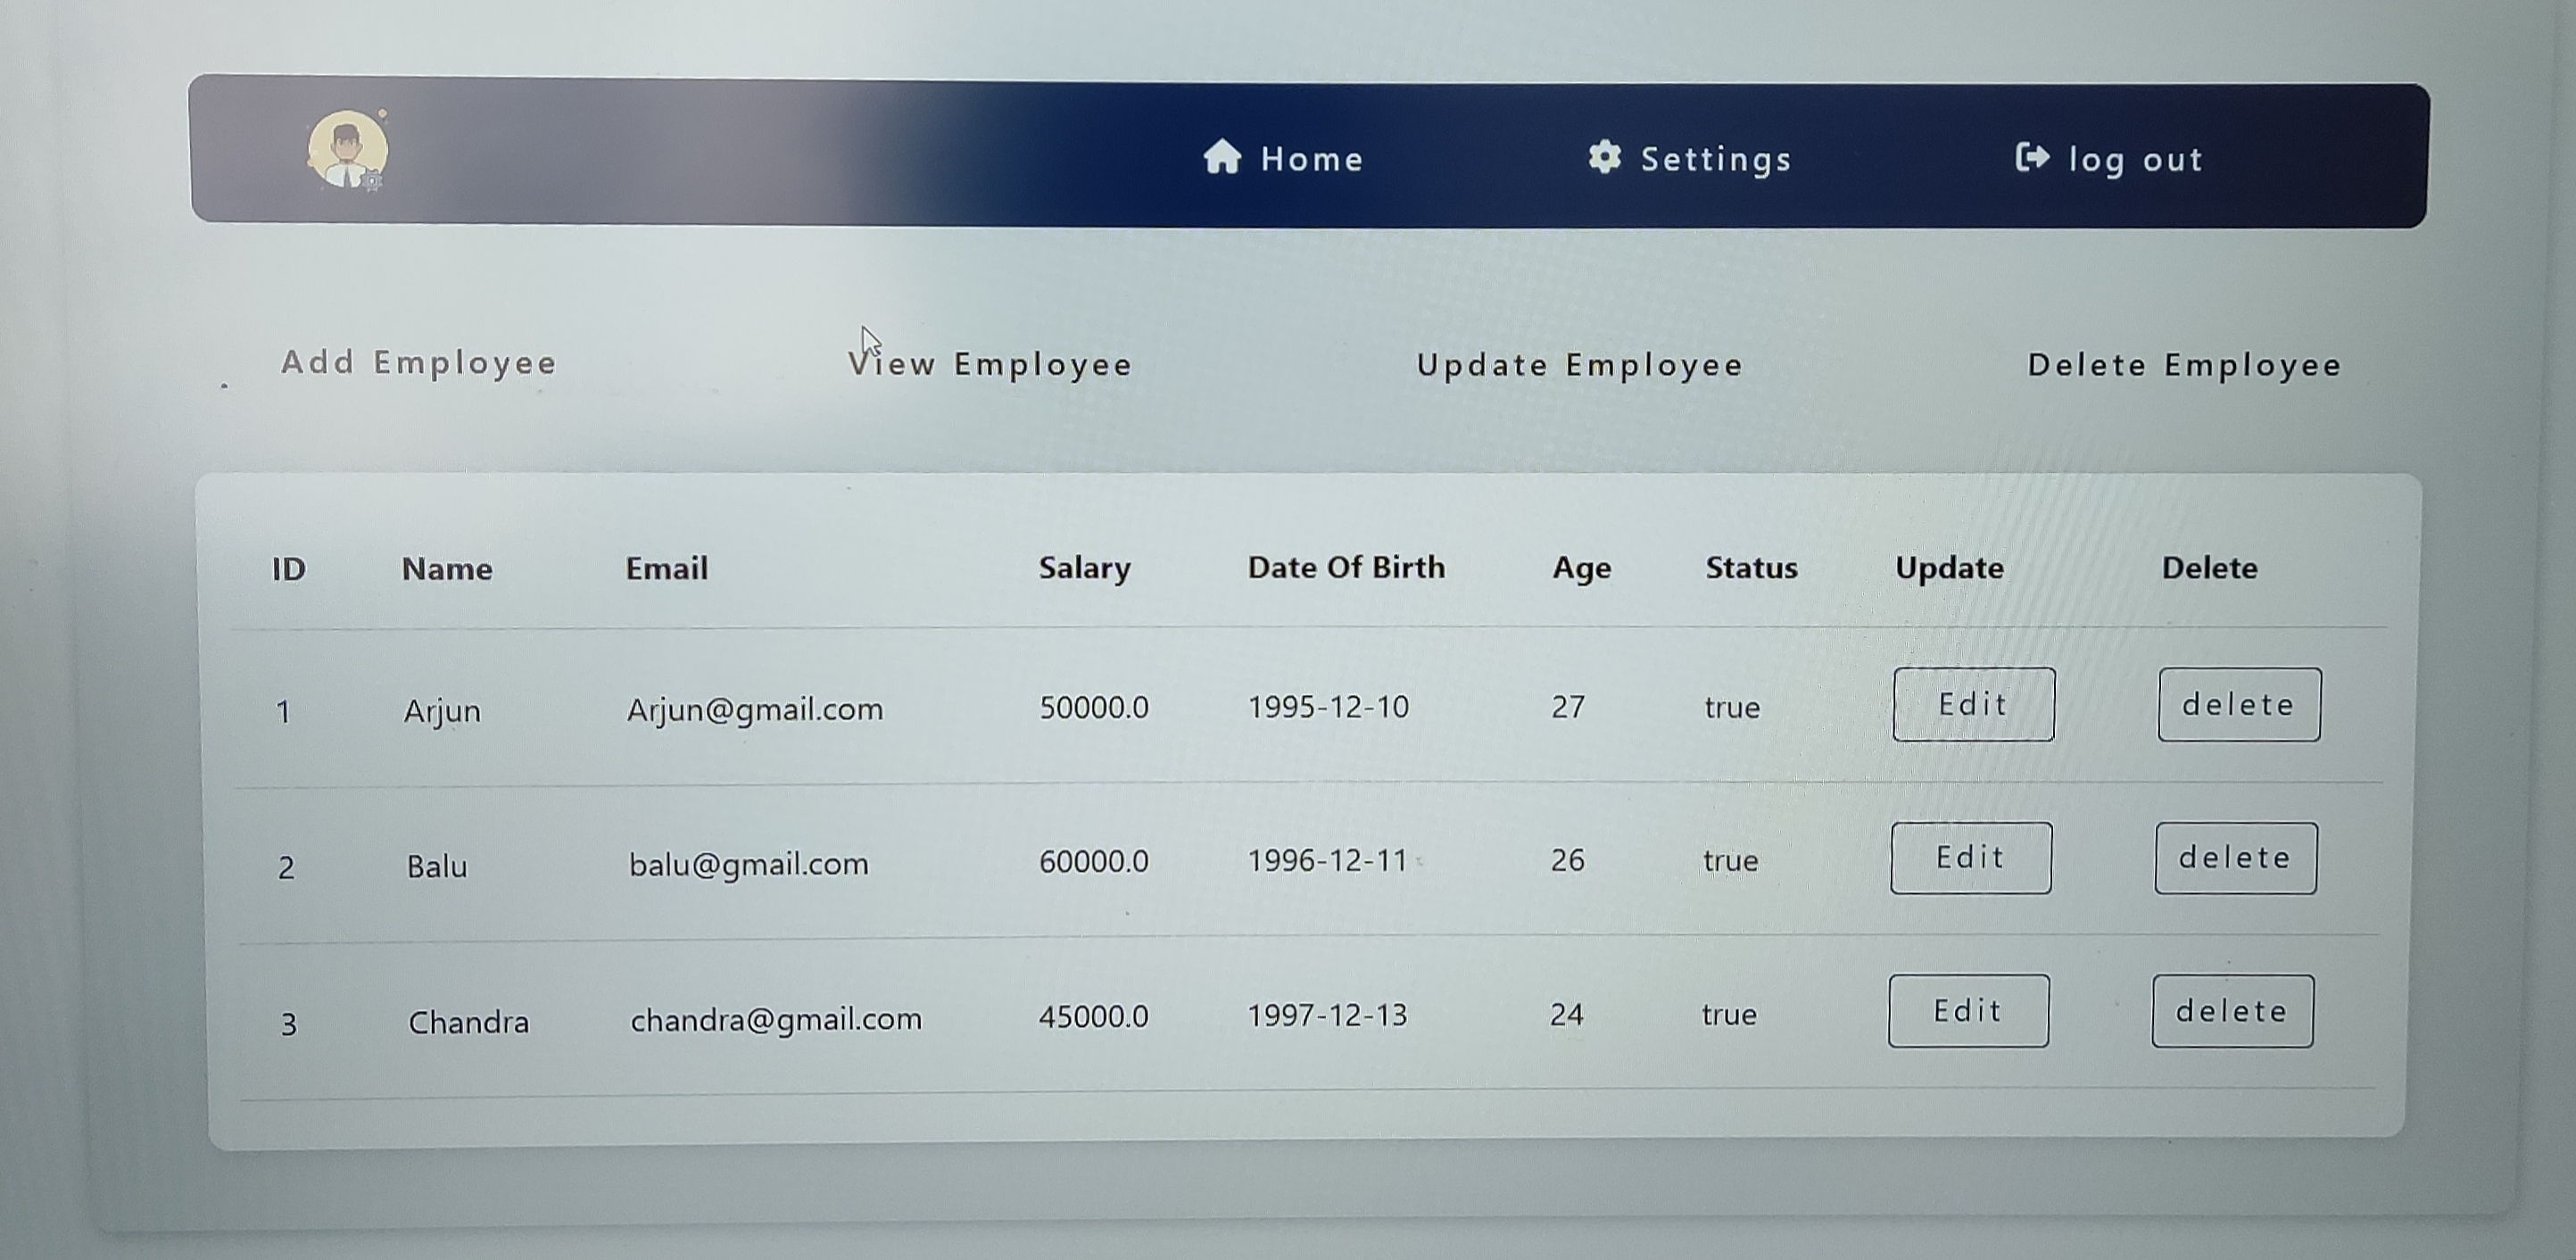 Home Settings log out
Add Employee View Employee Update Employee Delete Employee
ID Name Email Salary Date Of Birth Age Status Update Delete
1 Arjun Arjun@gmail.com 50000.0 1995-12-10 27 true Edit delete
2 Balu balu@gmail.com 60000.0 1996-12-11 26 true Edit delete
3 Chandra chandra@gmail.com 45000.0 1997-12-13 24 true Edit delete